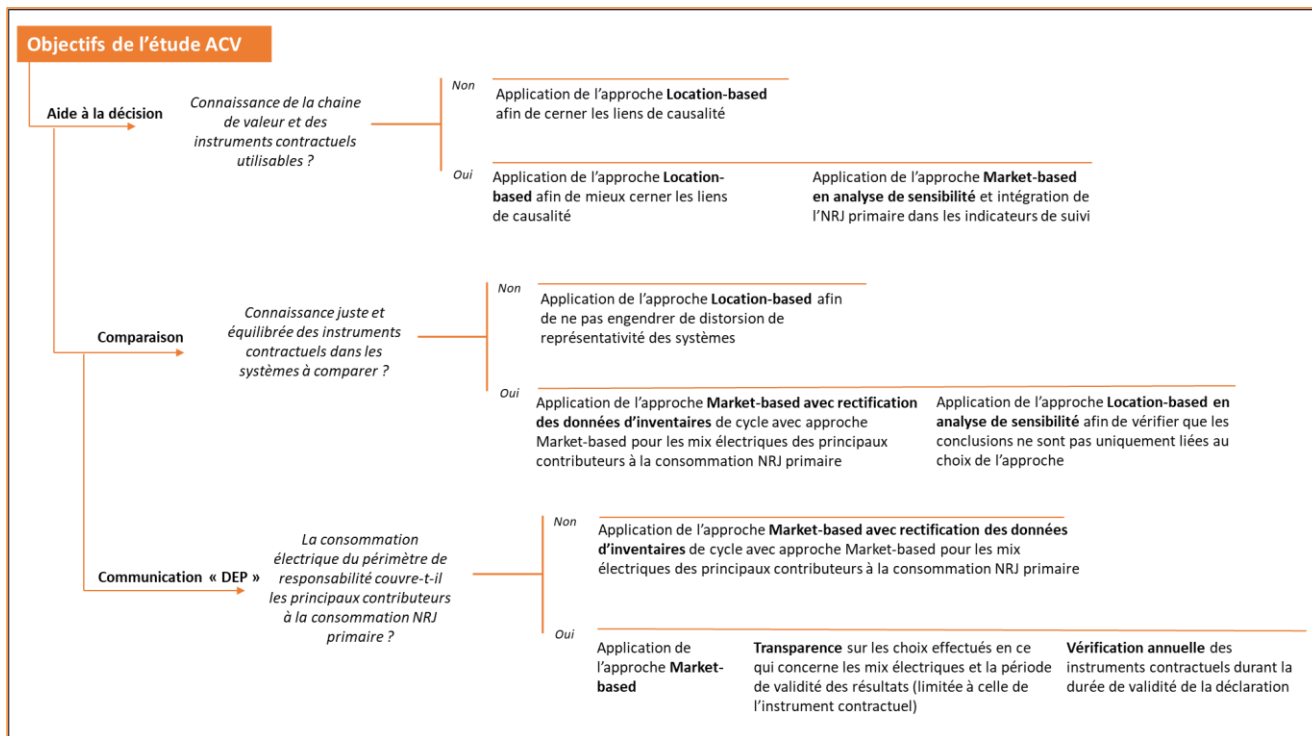 Objectifs de l'étude ACV
Aide à la décision
Connaissance de la chaine
de valeur et des
instruments contractuels
utilisables ?
Non
Application de l'approche Location-based
afin de cerner les liens de causalité
Oui
Application de l'approche Location-
based afin de mieux cerner les liens
de causalité
Application de l'approche Market-based
en analyse de sensibilité et intégration de
l'NRJ primaire dans les indicateurs de suivi
Comparaison
Connaissance juste et
équilibrée des instruments
contractuels dans les
systèmes à comparer ?
Non
Application de l'approche Location-based afin
de ne pas engendrer de distorsion de
représentativité des systèmes
Oui
Application de l'approche Market-based avec rectification
des données d'inventaires de cycle avec approche
Market-based pour les mix électriques des principaux
contributeurs à la consommation NRJ primaire
Application de l'approche Location-based en
analyse de sensibilité afin de vérifier que les
conclusions ne sont pas uniquement liées au
choix de l'approche
Communication « DEP »
La consommation
électrique du périmètre de
responsabilité couvre-t-il
les principaux contributeurs
à la consommation NRJ
primaire ?
Non
Application de l'approche Market-based avec rectification des données
d'inventaires de cycle avec approche Market-based pour les mix
électriques des principaux contributeurs à la consommation NRJ primaire
Oui
Application de
l'approche Market-
based
Transparence sur les choix effectués en ce
qui concerne les mix électriques et la période
de validité des résultats (limitée à celle de
l'instrument contractuel)
Vérification annuelle des
instruments contractuels durant la
durée de validité de la déclaration